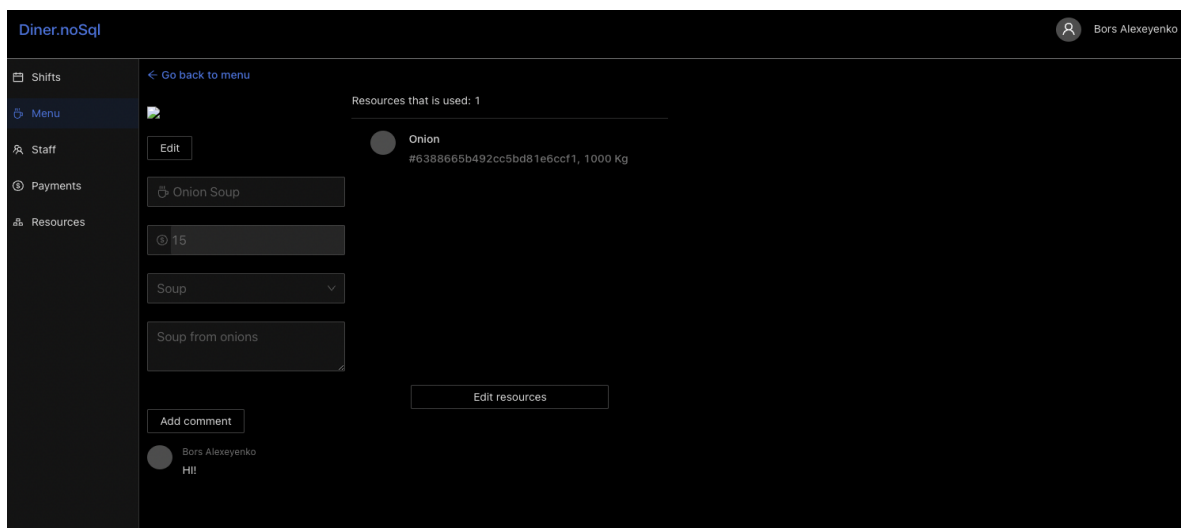 Diner.noSql
Bors Alexeyenko
Shifts
Menu
Staff
Payments
Resources
← Go back to menu
Edit
Onion Soup
15
Soup
Soup from onions
Add comment
Bors Alexeyenko
HI!
Resources that is used: 1
Onion
#6388665b492cc5bd81e6ccf1, 1000 Kg
Edit resources